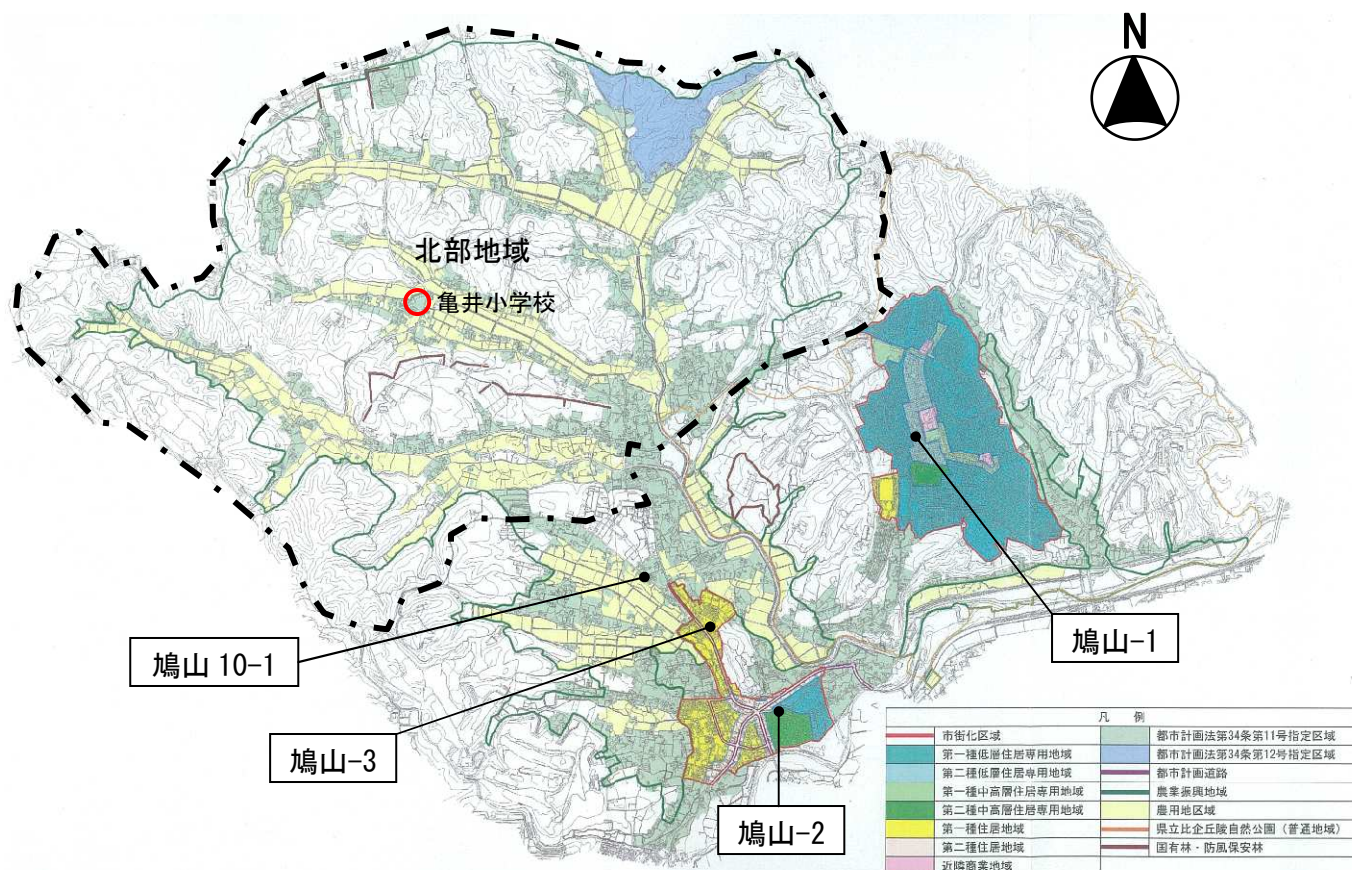 N
北部地域
亀井小学校
鳩山-1
鳩山 10-1
鳩山-3
鳩山-2
凡 例
市街化区域
第一種低層住居専用地域
第二種低層住居専用地域
第一種中高層住居専用地域
第二種中高層住居専用地域
第一種住居地域
第二種住居地域
近隣商業地域
都市計画法第34条第11号指定区域
都市計画法第34条第12号指定区域
都市計画道路
農業振興地域
農用地区域
県立比企丘陵自然公園（普通地域）
国有林・防風保安林